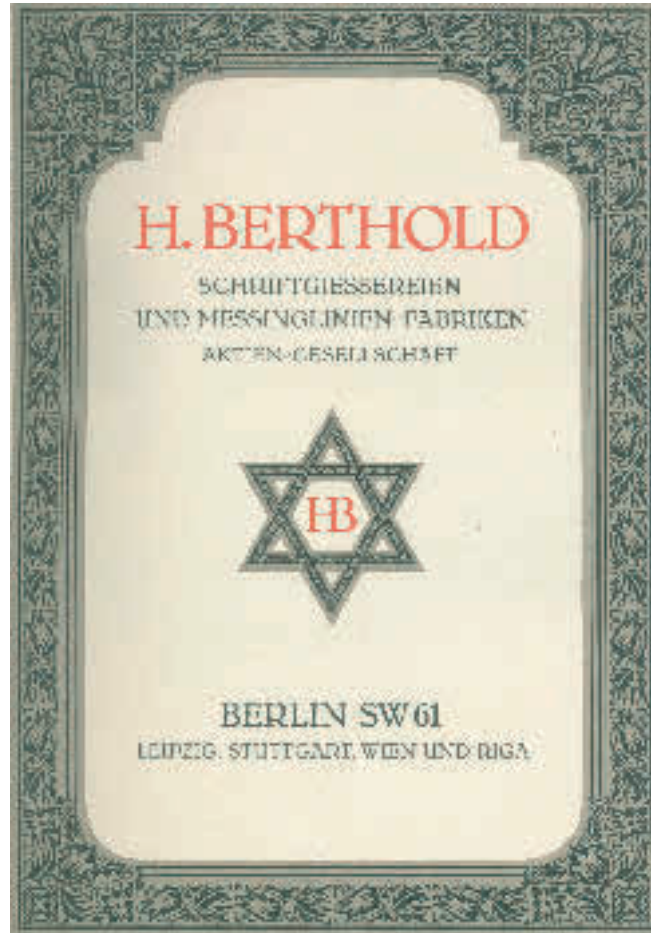 H. BERTHOLD
SCHRIFTGIESSEREIEN
UND MESSINGLINIEN-FABRIKEN
AKTIEN-GESELLSCHAFT
HB
BERLIN SW 61
LEIPZIG, STUTTGART, WIEN UND RIGA